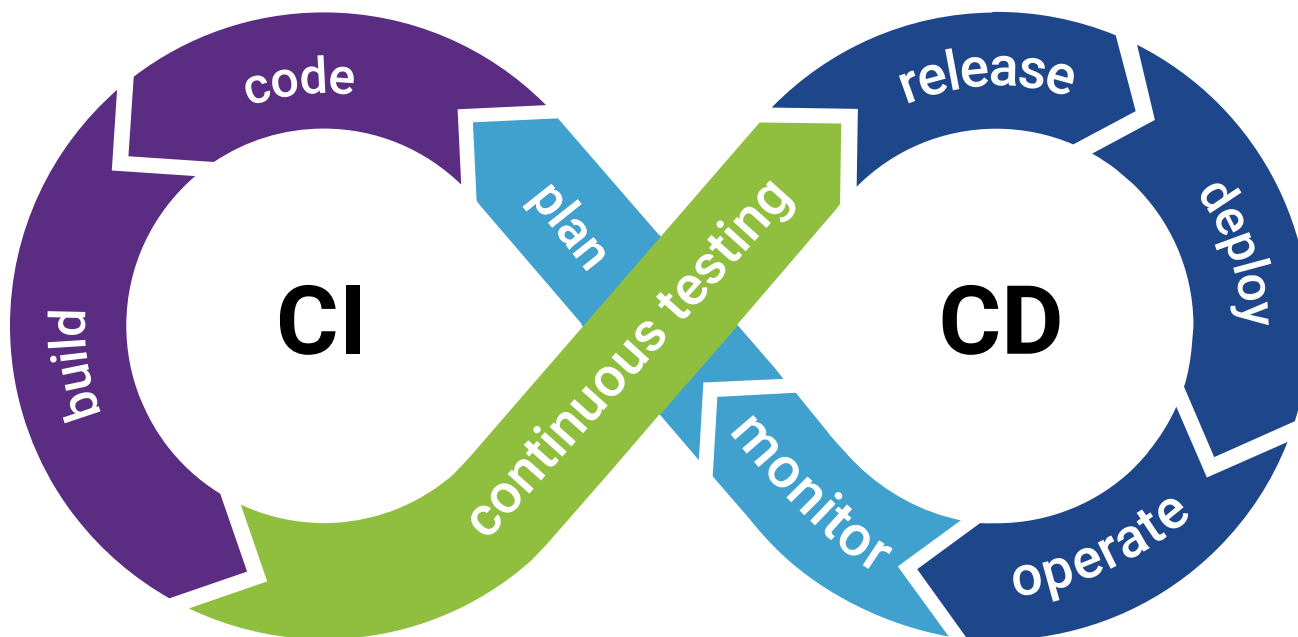 code
build
CI
plan
continuous testing
release
deploy
CD
operate
monitor